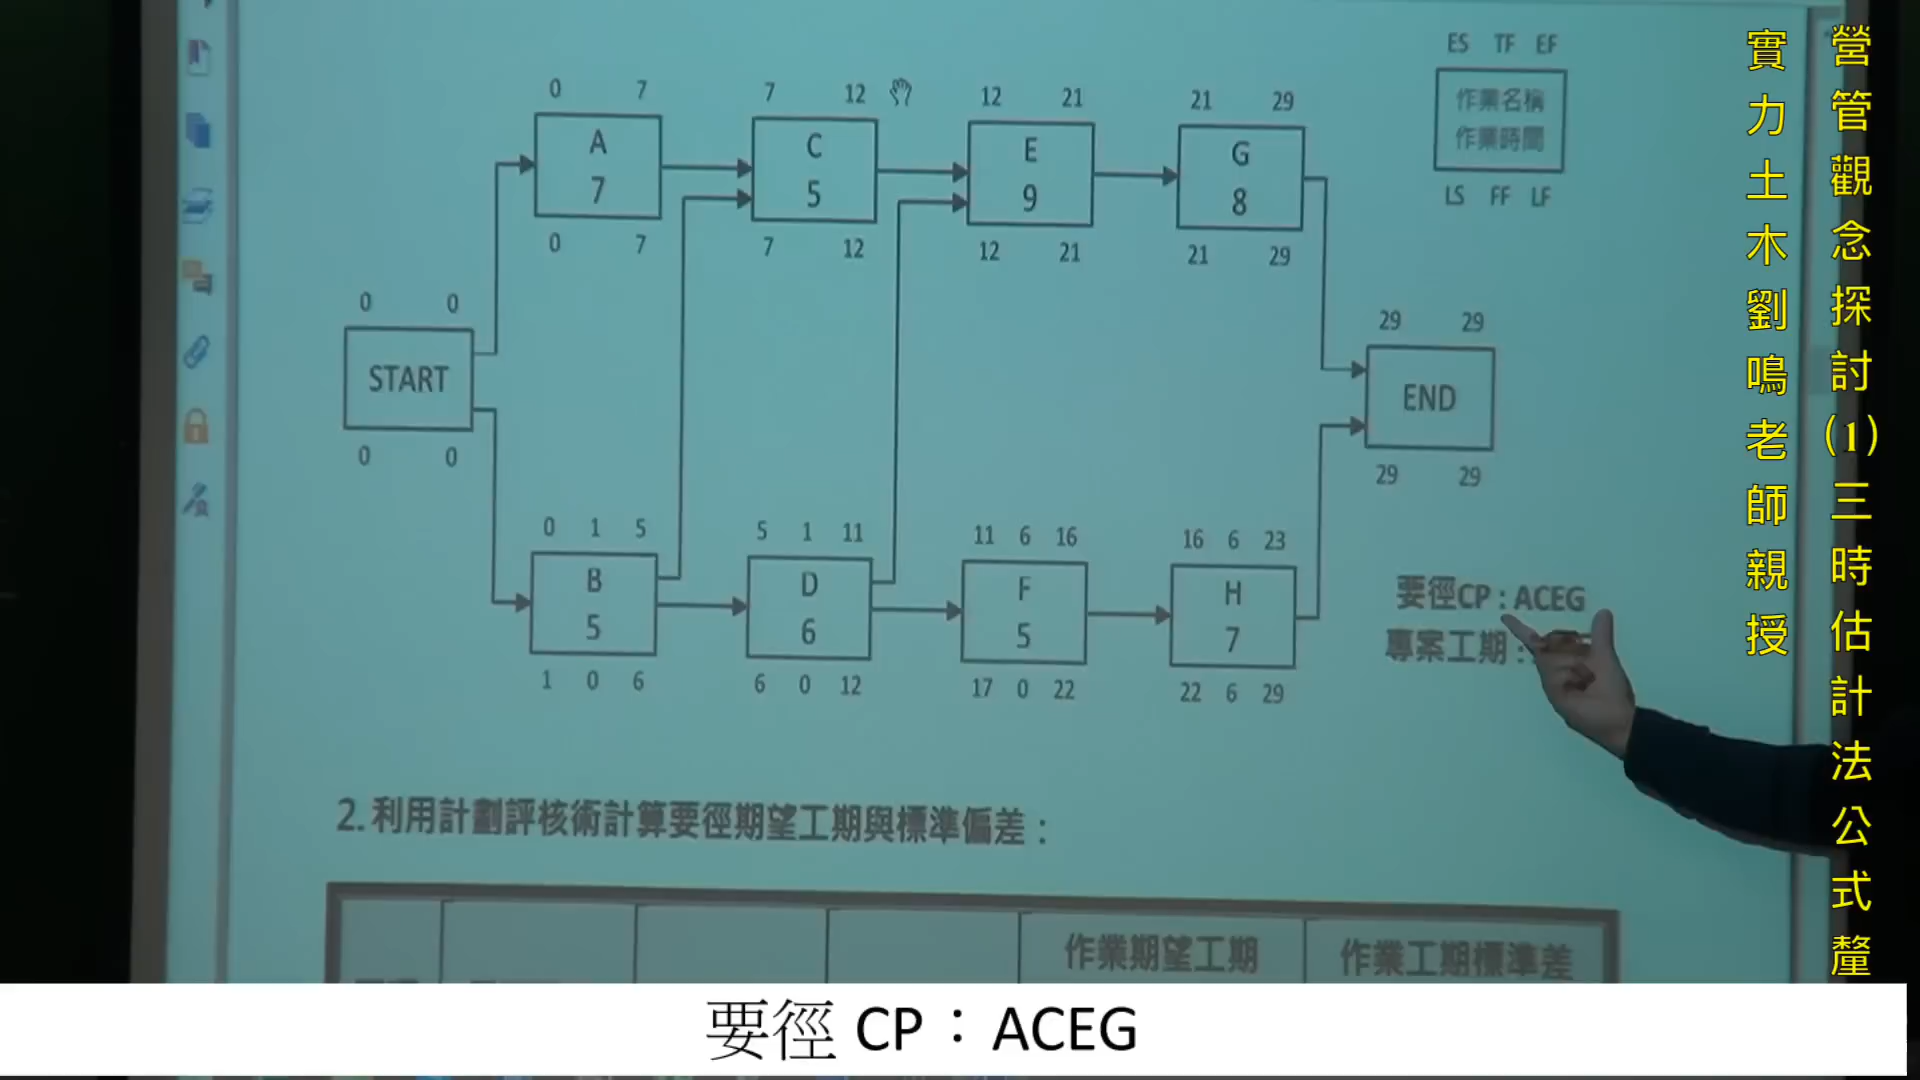 ES TF EF
作業名稱
作業時間
LS FF LF
0 7
A
7
0 7
7 12
C
5
7 12
12 21
E
9
12 21
21 29
G
8
21 29
0 0
START
0 0
29 29
END
29 29
0 1 5
B
5
1 0 6
5 1 11
D
6
6 0 12
11 6 16
F
5
17 0 22
16 6 23
H
7
22 6 29
要徑CP : ACEG
專案工期 :
2. 利用計劃評核術計算要徑期望工期與標準偏差：
作業期望工期
作業工期標準差
營管觀念探討(1)三時估計法公式釐
實力土木劉鳴老師親授
要徑 CP：ACEG